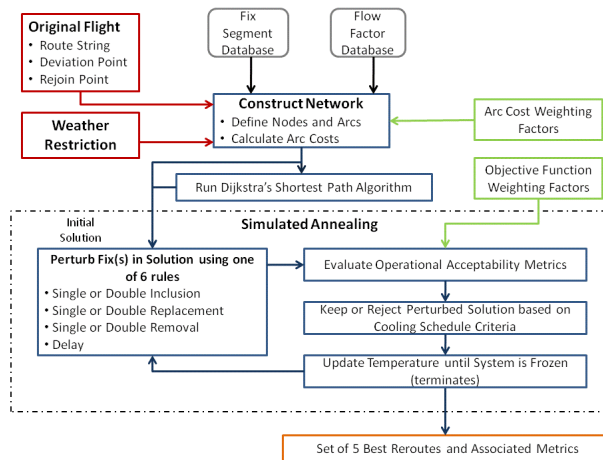 Original Flight
• Route String
• Deviation Point
• Rejoin Point
Fix
Segment
Database
Flow
Factor
Database
Weather
Restriction
Construct Network
• Define Nodes and Arcs
• Calculate Arc Costs
Arc Cost Weighting
Factors
Run Dijkstra's Shortest Path Algorithm
Objective Function
Weighting Factors
Initial
Solution
Simulated Annealing
Perturb Fix(s) in Solution using one
of 6 rules
• Single or Double Inclusion
• Single or Double Replacement
• Single or Double Removal
• Delay
Evaluate Operational Acceptability Metrics
Keep or Reject Perturbed Solution based on
Cooling Schedule Criteria
Update Temperature until System is Frozen
(terminates)
Set of 5 Best Reroutes and Associated Metrics